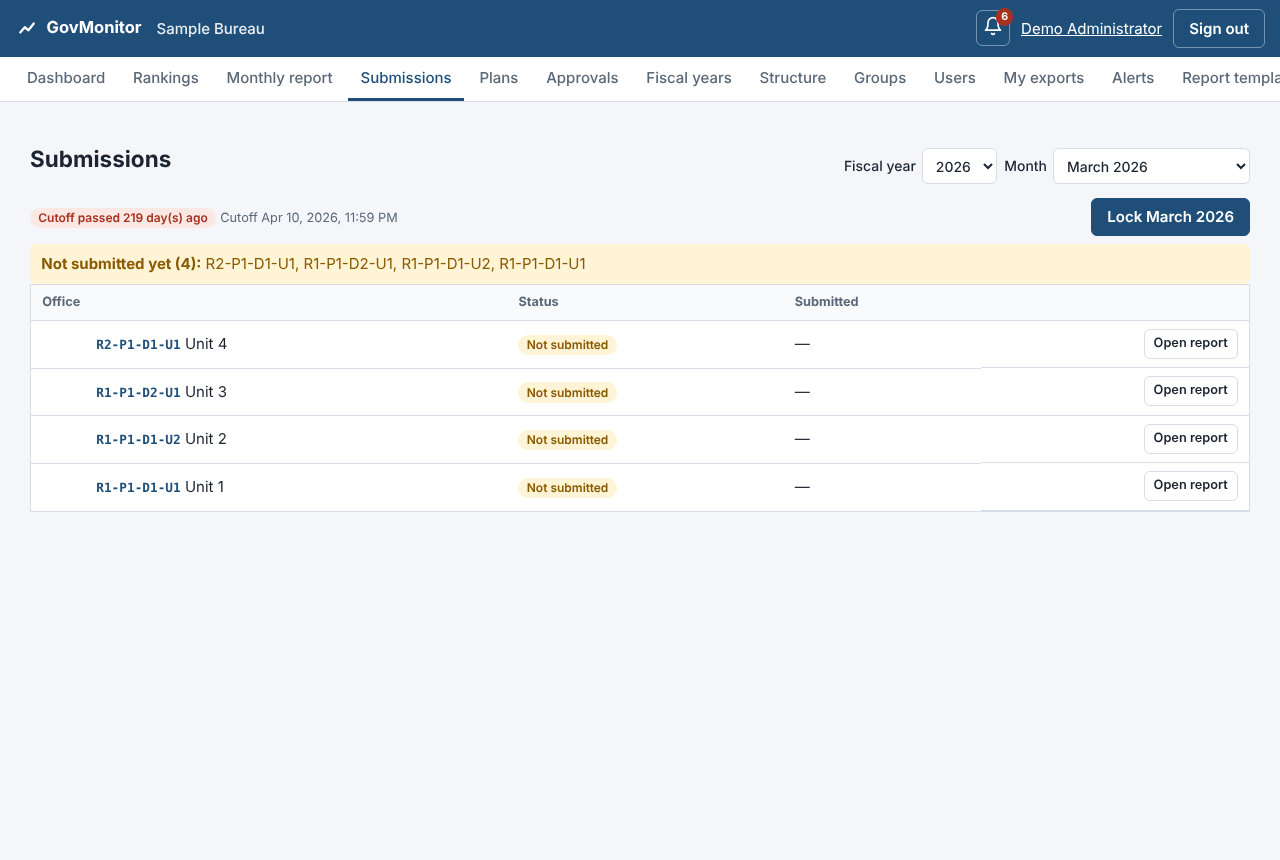 GovMonitor Sample Bureau 6 Demo Administrator Sign out
Dashboard Rankings Monthly report Submissions Plans Approvals Fiscal years Structure Groups Users My exports Alerts Report templa
Submissions
Fiscal year 2026 Month March 2026
Cutoff passed 219 day(s) ago Cutoff Apr 10, 2026, 11:59 PM Lock March 2026
Not submitted yet (4): R2-P1-D1-U1, R1-P1-D2-U1, R1-P1-D1-U2, R1-P1-D1-U1
Office Status Submitted
R2-P1-D1-U1 Unit 4 Not submitted — Open report
R1-P1-D2-U1 Unit 3 Not submitted — Open report
R1-P1-D1-U2 Unit 2 Not submitted — Open report
R1-P1-D1-U1 Unit 1 Not submitted — Open report